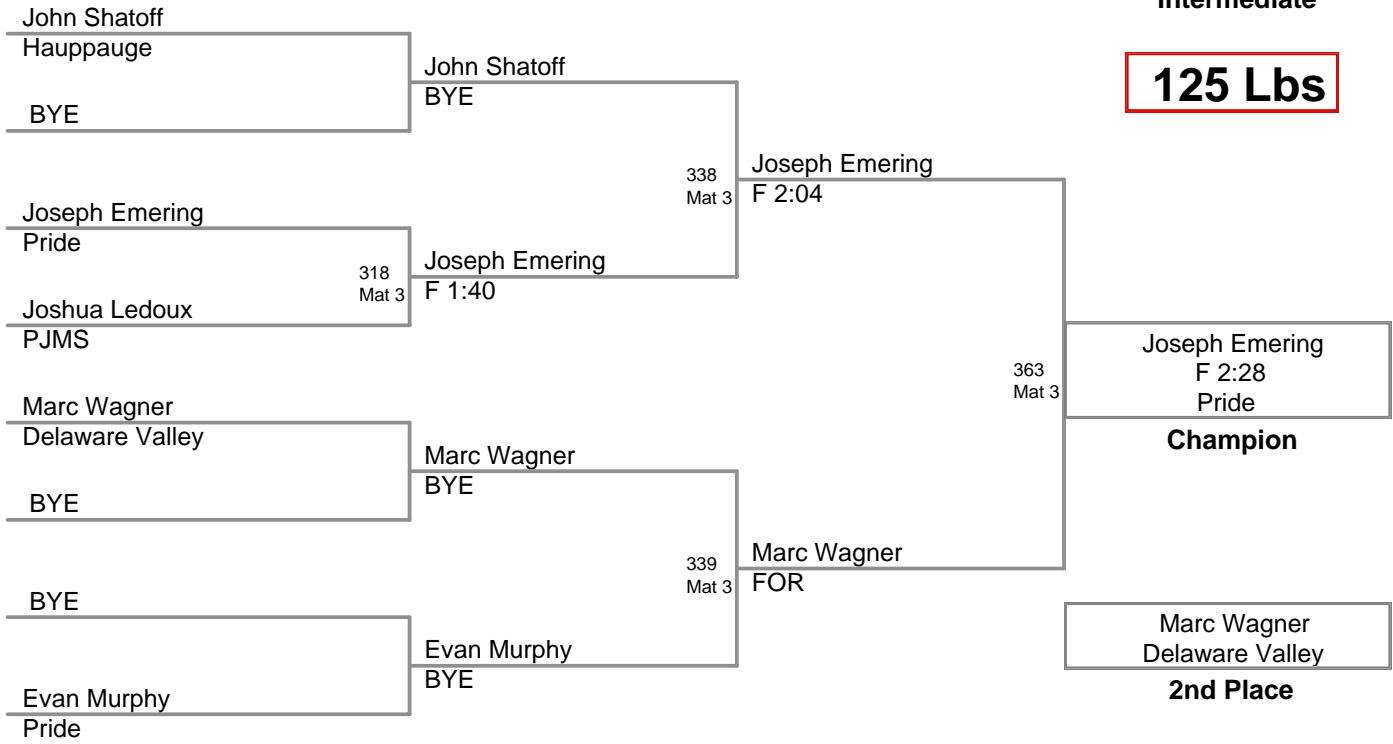 Intermediate
125 Lbs
John Shatoff
Hauppauge
BYE
Joseph Emering
Pride
Joshua Ledoux
PJMS
Marc Wagner
Delaware Valley
BYE
BYE
Evan Murphy
Pride
John Shatoff
BYE
318
Mat 3
Joseph Emering
F 1:40
Marc Wagner
BYE
Evan Murphy
BYE
338
Mat 3
Joseph Emering
F 2:04
339
Mat 3
Marc Wagner
FOR
363
Mat 3
Joseph Emering
F 2:28
Pride
Champion
Marc Wagner
Delaware Valley
2nd Place